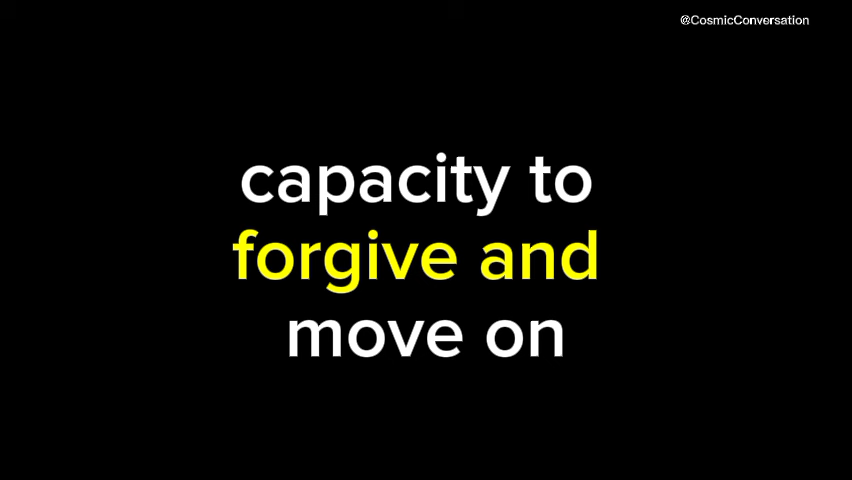 @CosmicConversation
capacity to
forgive and
move on